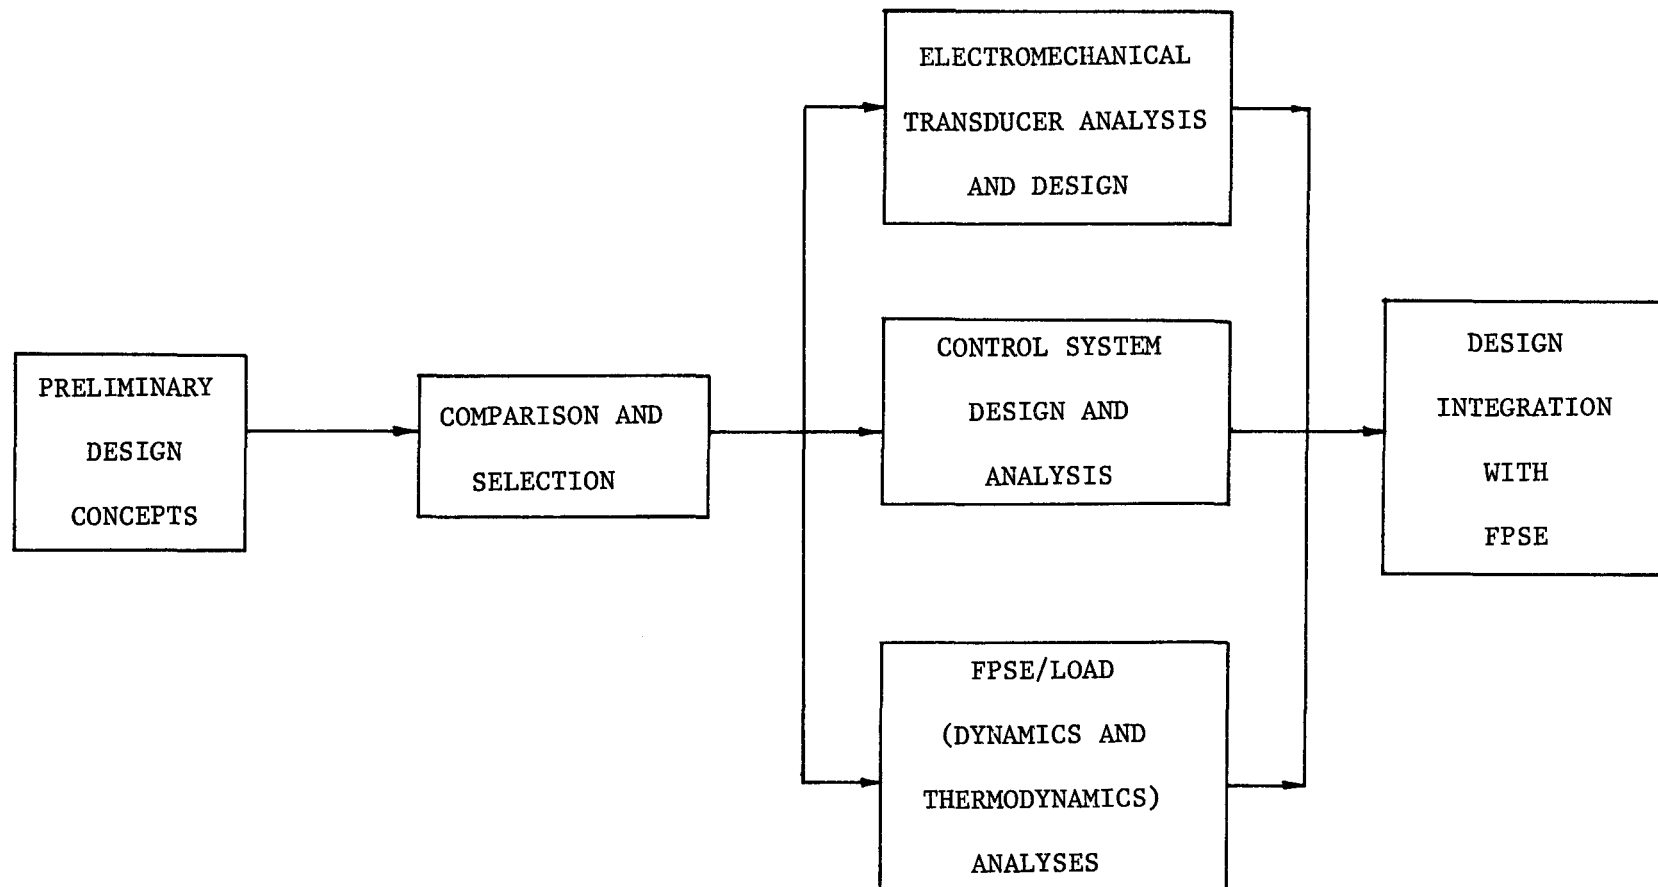 PRELIMINARY
DESIGN
CONCEPTS
COMPARISON AND
SELECTION
ELECTROMECHANICAL
TRANSDUCER ANALYSIS
AND DESIGN
CONTROL SYSTEM
DESIGN AND
ANALYSIS
FPSE/LOAD
(DYNAMICS AND
THERMODYNAMICS)
ANALYSES
DESIGN
INTEGRATION
WITH
FPSE